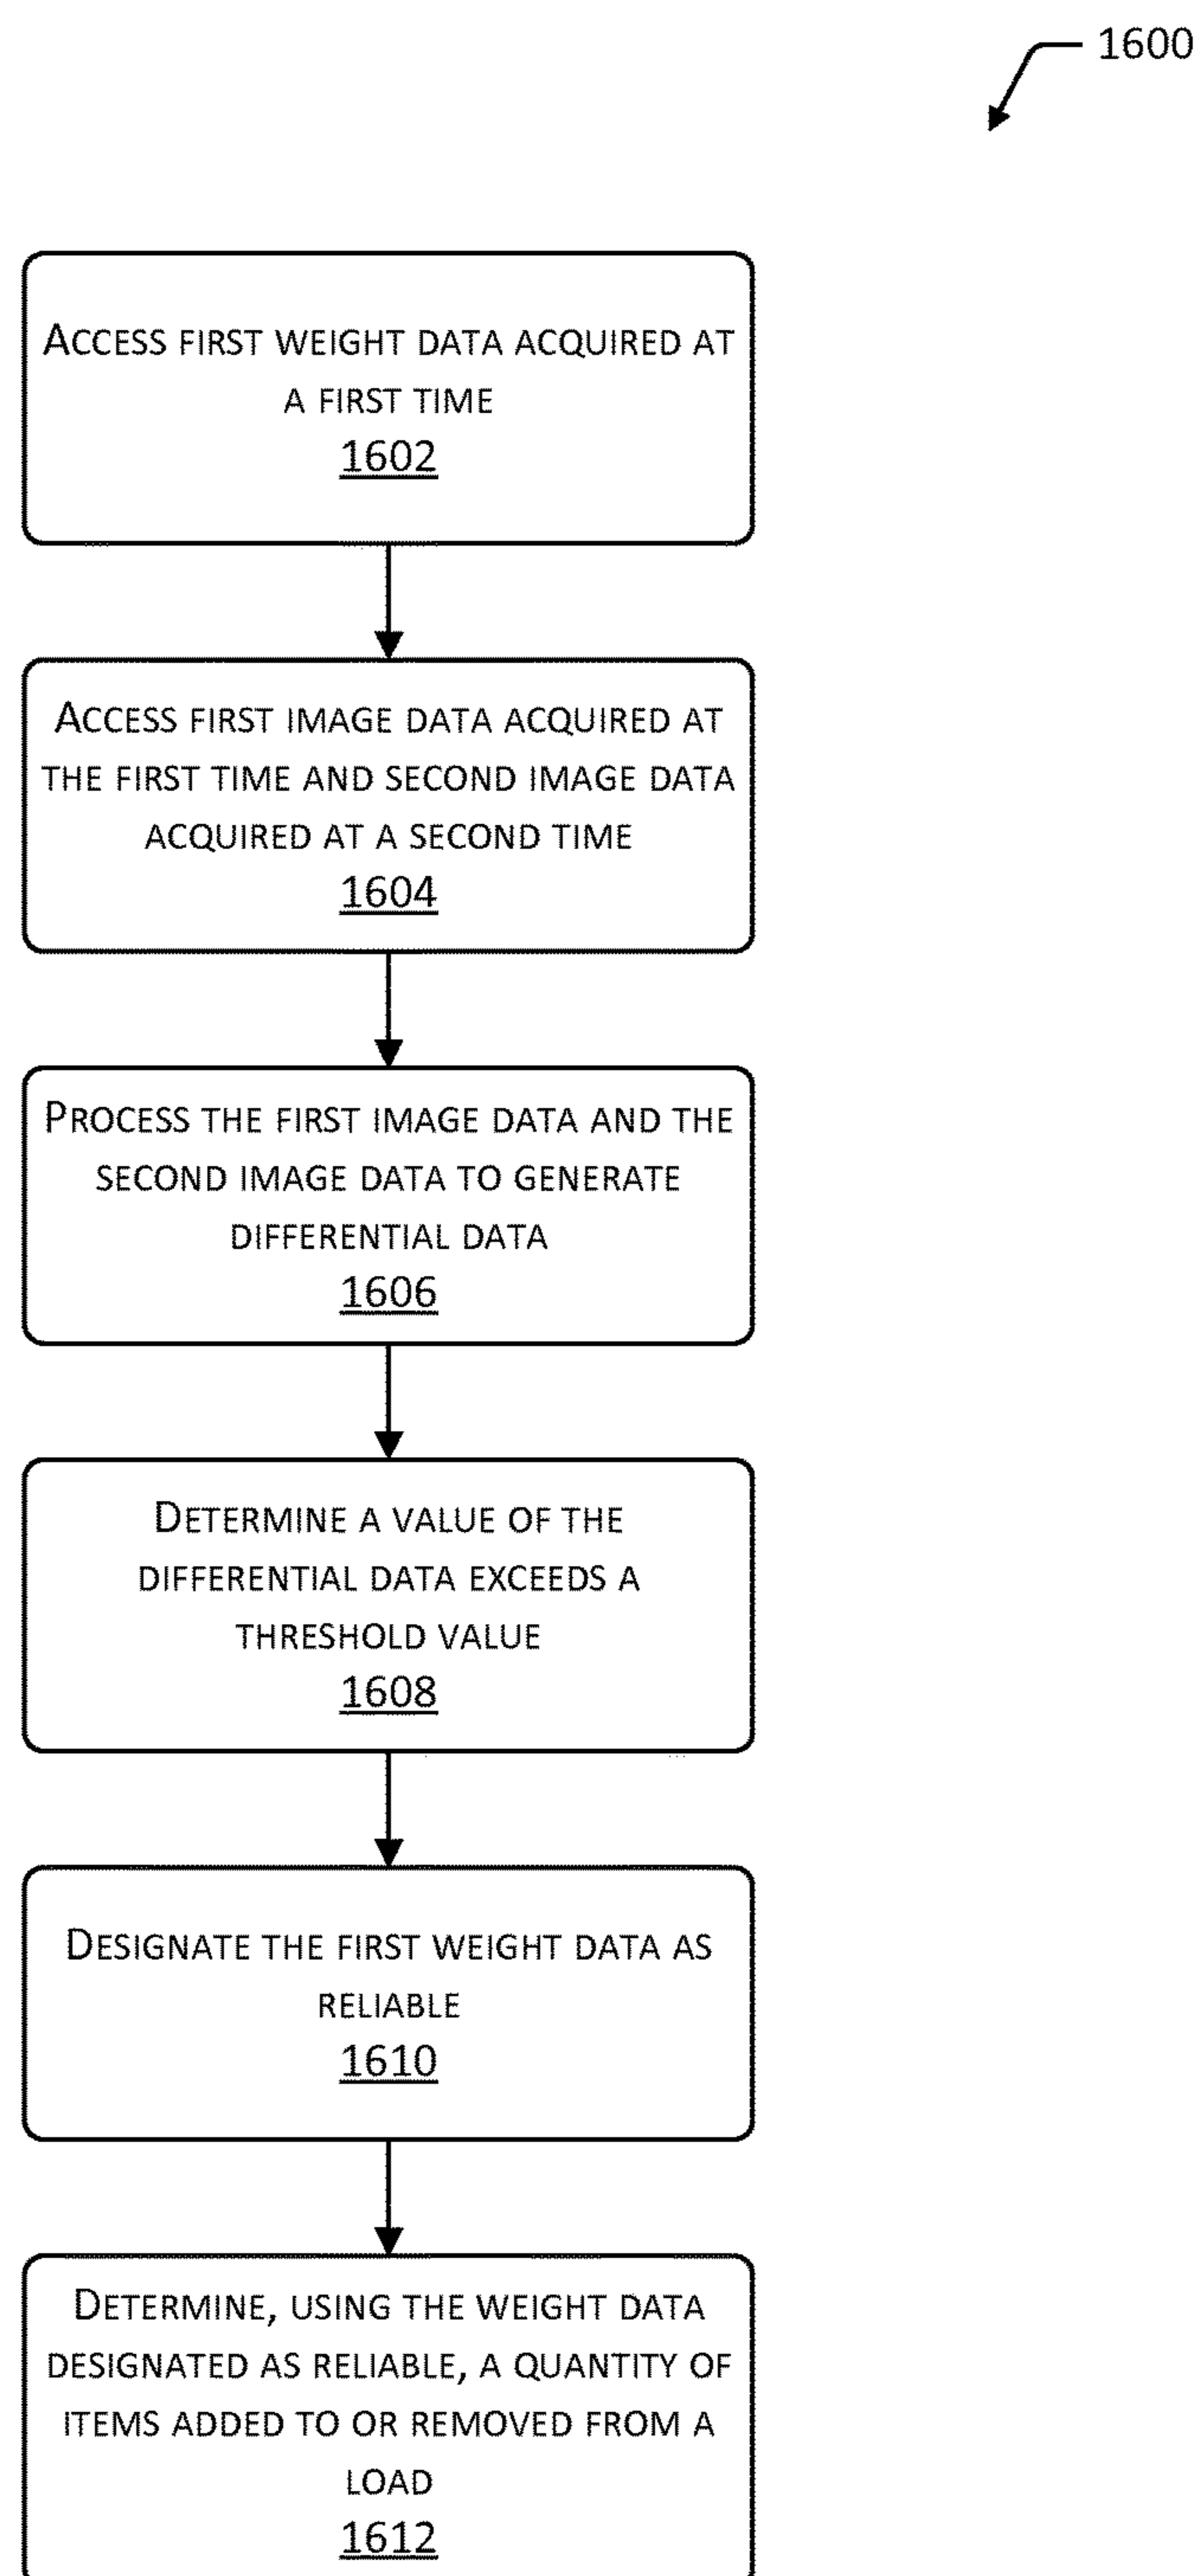 1600
ACCESS FIRST WEIGHT DATA ACQUIRED AT
A FIRST TIME
1602
ACCESS FIRST IMAGE DATA ACQUIRED AT
THE FIRST TIME AND SECOND IMAGE DATA
ACQUIRED AT A SECOND TIME
1604
PROCESS THE FIRST IMAGE DATA AND THE
SECOND IMAGE DATA TO GENERATE
DIFFERENTIAL DATA
1606
DETERMINE A VALUE OF THE
DIFFERENTIAL DATA EXCEEDS A
THRESHOLD VALUE
1608
DESIGNATE THE FIRST WEIGHT DATA AS
RELIABLE
1610
DETERMINE, USING THE WEIGHT DATA
DESIGNATED AS RELIABLE, A QUANTITY OF
ITEMS ADDED TO OR REMOVED FROM A
LOAD
1612